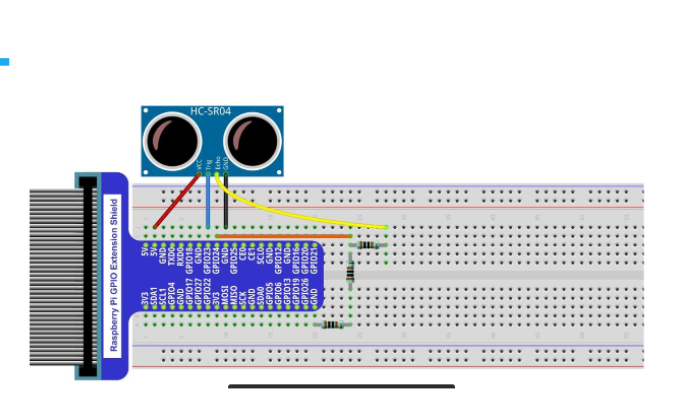 HC-SR04
VCC
Trig
Echo
GND
Raspberry Pi GPIO Extension Shield
5V
5V
GND
TXD0
RXD0
GPIO18
GND
GPIO23
GPIO24
GND
GPIO25
CE0
CE1
SCL0
GND
GPIO12
GND
GPIO16
GPIO20
GPIO21
3V3
SDA1
SCL1
GPIO4
GND
GPIO17
GPIO27
GPIO22
3V3
MOSI
MISO
SCK
GND
SDA0
GPIO5
GPIO6
GPIO13
GPIO19
GPIO26
GND